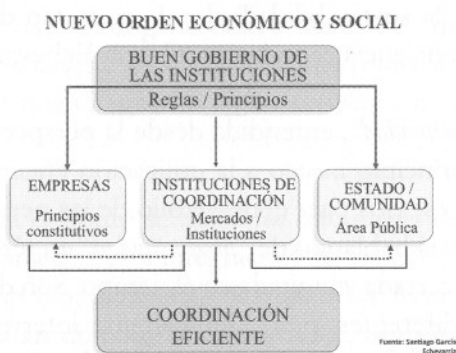 NUEVO ORDEN ECONÓMICO Y SOCIAL
BUEN GOBIERNO DE
LAS INSTITUCIONES
Reglas / Principios
EMPRESAS
Principios
constitutivos
INSTITUCIONES DE
COORDINACIÓN
Mercados /
Instituciones
ESTADO /
COMUNIDAD
Área Pública
COORDINACIÓN
EFICIENTE
Fuente: Santiago García
Echevarría